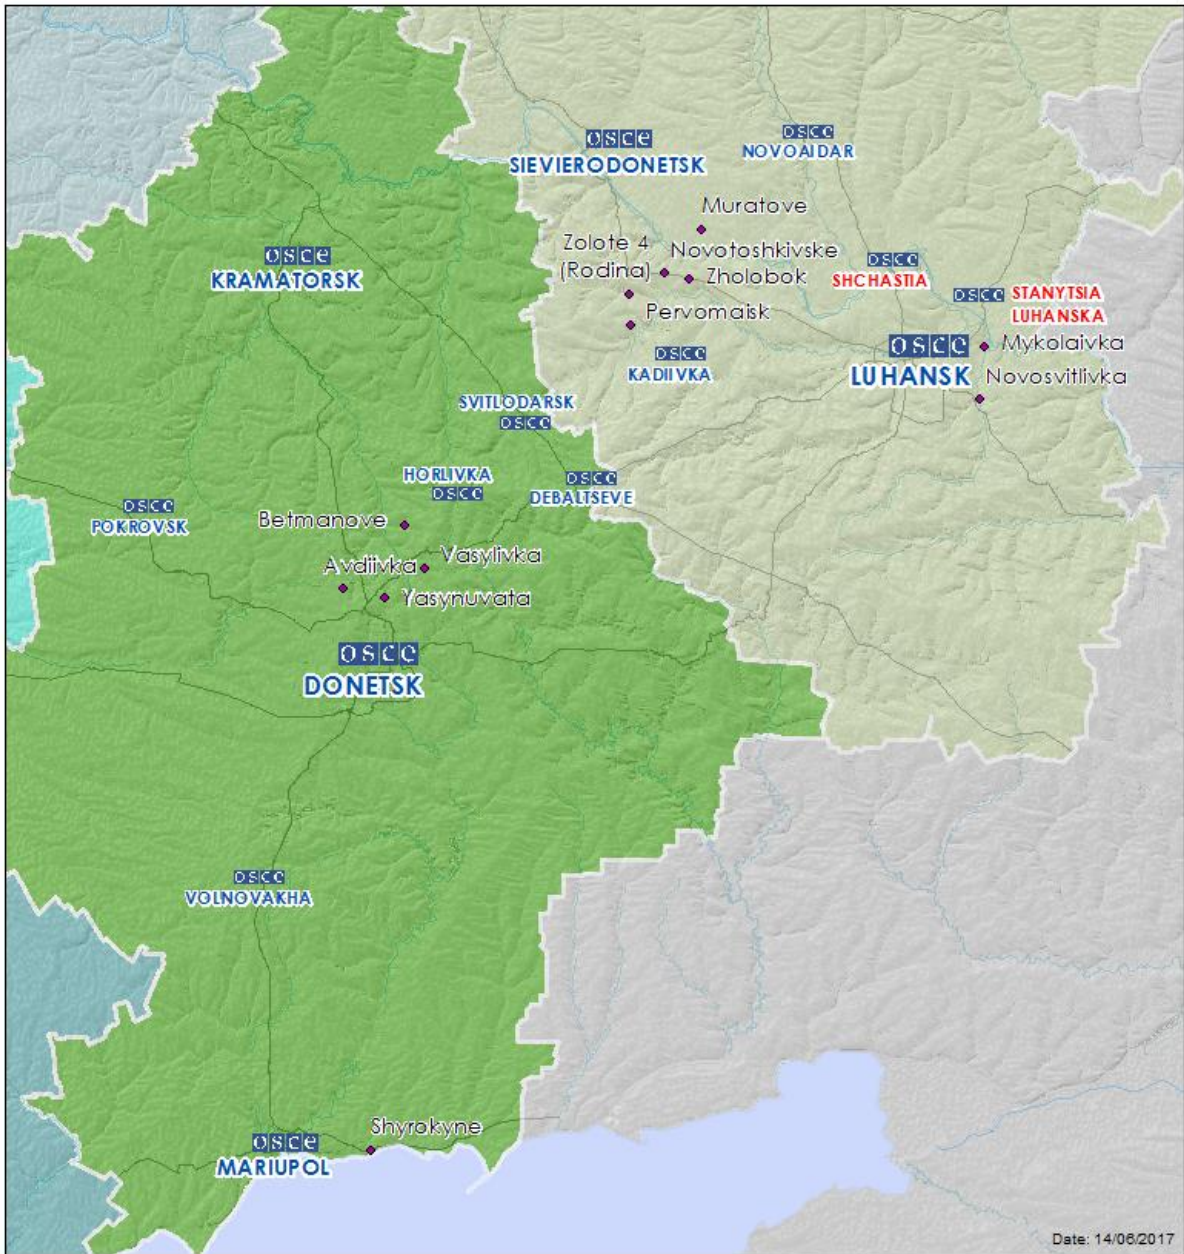 osce
SIEVIERODONETSK
osce
NOVOAIDAR
Muratove
osce
KRAMATORSK
Zolote 4
(Rodina)
Novotoshkivske
Zholobok
osce
SHCHASTIA
osce
STANYTSIA
LUHANSKA
Pervomaisk
osce
LUHANSK
Mykolaivka
osce
KADIIVKA
Novosvitlivka
SVITLODARSK
osce
HORLIVKA
osce
osce
DEBALTSEVE
osce
POKROVSK
Betmanove
Avdiivka
Vasylivka
Yasynuvata
osce
DONETSK
osce
VOLNOVAKHA
Shyrokyne
osce
MARIUPOL
Date: 14/06/2017